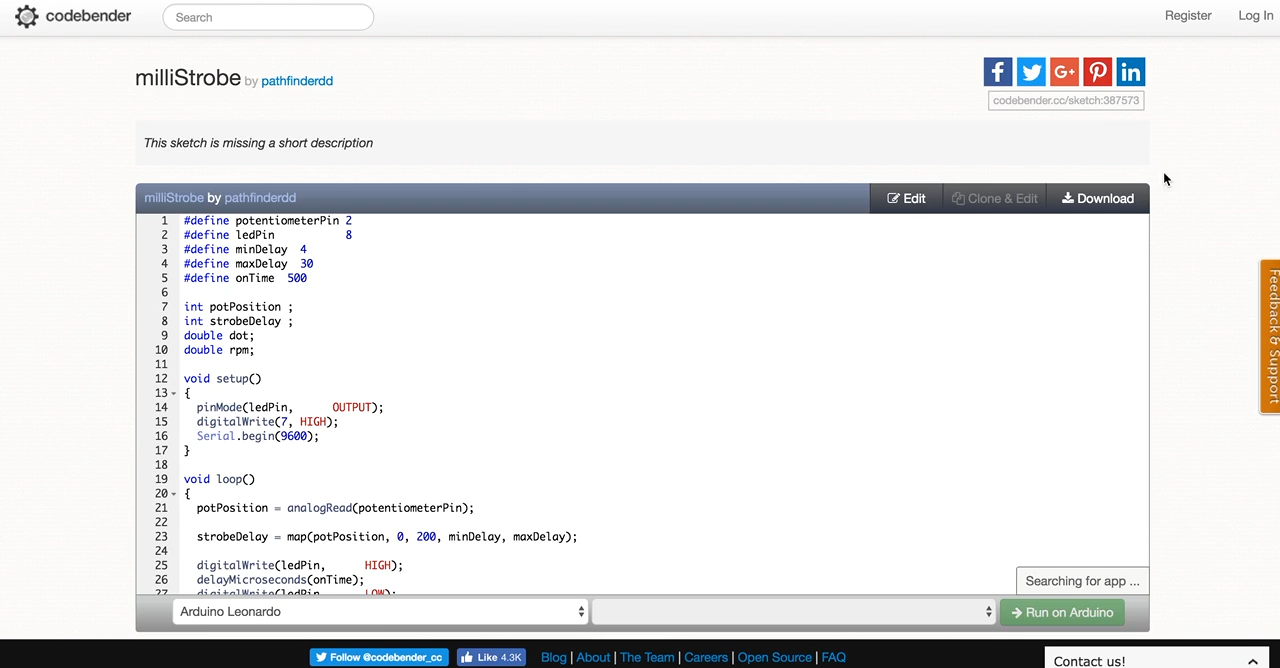 codebender
Search
Register
Log In
milliStrobe by pathfinderdd
codebender.cc/sketch:387573
This sketch is missing a short description
milliStrobe by pathfinderdd
Edit
Clone & Edit
Download
1 #define potentiometerPin 2
2 #define ledPin 8
3 #define minDelay 4
4 #define maxDelay 30
5 #define onTime 500
6
7 int potPosition ;
8 int strobeDelay ;
9 double dot;
10 double rpm;
11
12 void setup()
13 {
14 pinMode(ledPin, OUTPUT);
15 digitalWrite(7, HIGH);
16 Serial.begin(9600);
17 }
18
19 void loop()
20 {
21 potPosition = analogRead(potentiometerPin);
22
23 strobeDelay = map(potPosition, 0, 200, minDelay, maxDelay);
24
25 digitalWrite(ledPin, HIGH);
26 delayMicroseconds(onTime);
27 digitalWrite(ledPin, LOW);
Searching for app ...
Arduino Leonardo
Run on Arduino
Feedback & Support
Follow @codebender_cc
Like 4.3K
Blog | About | The Team | Careers | Open Source | FAQ
Contact us!